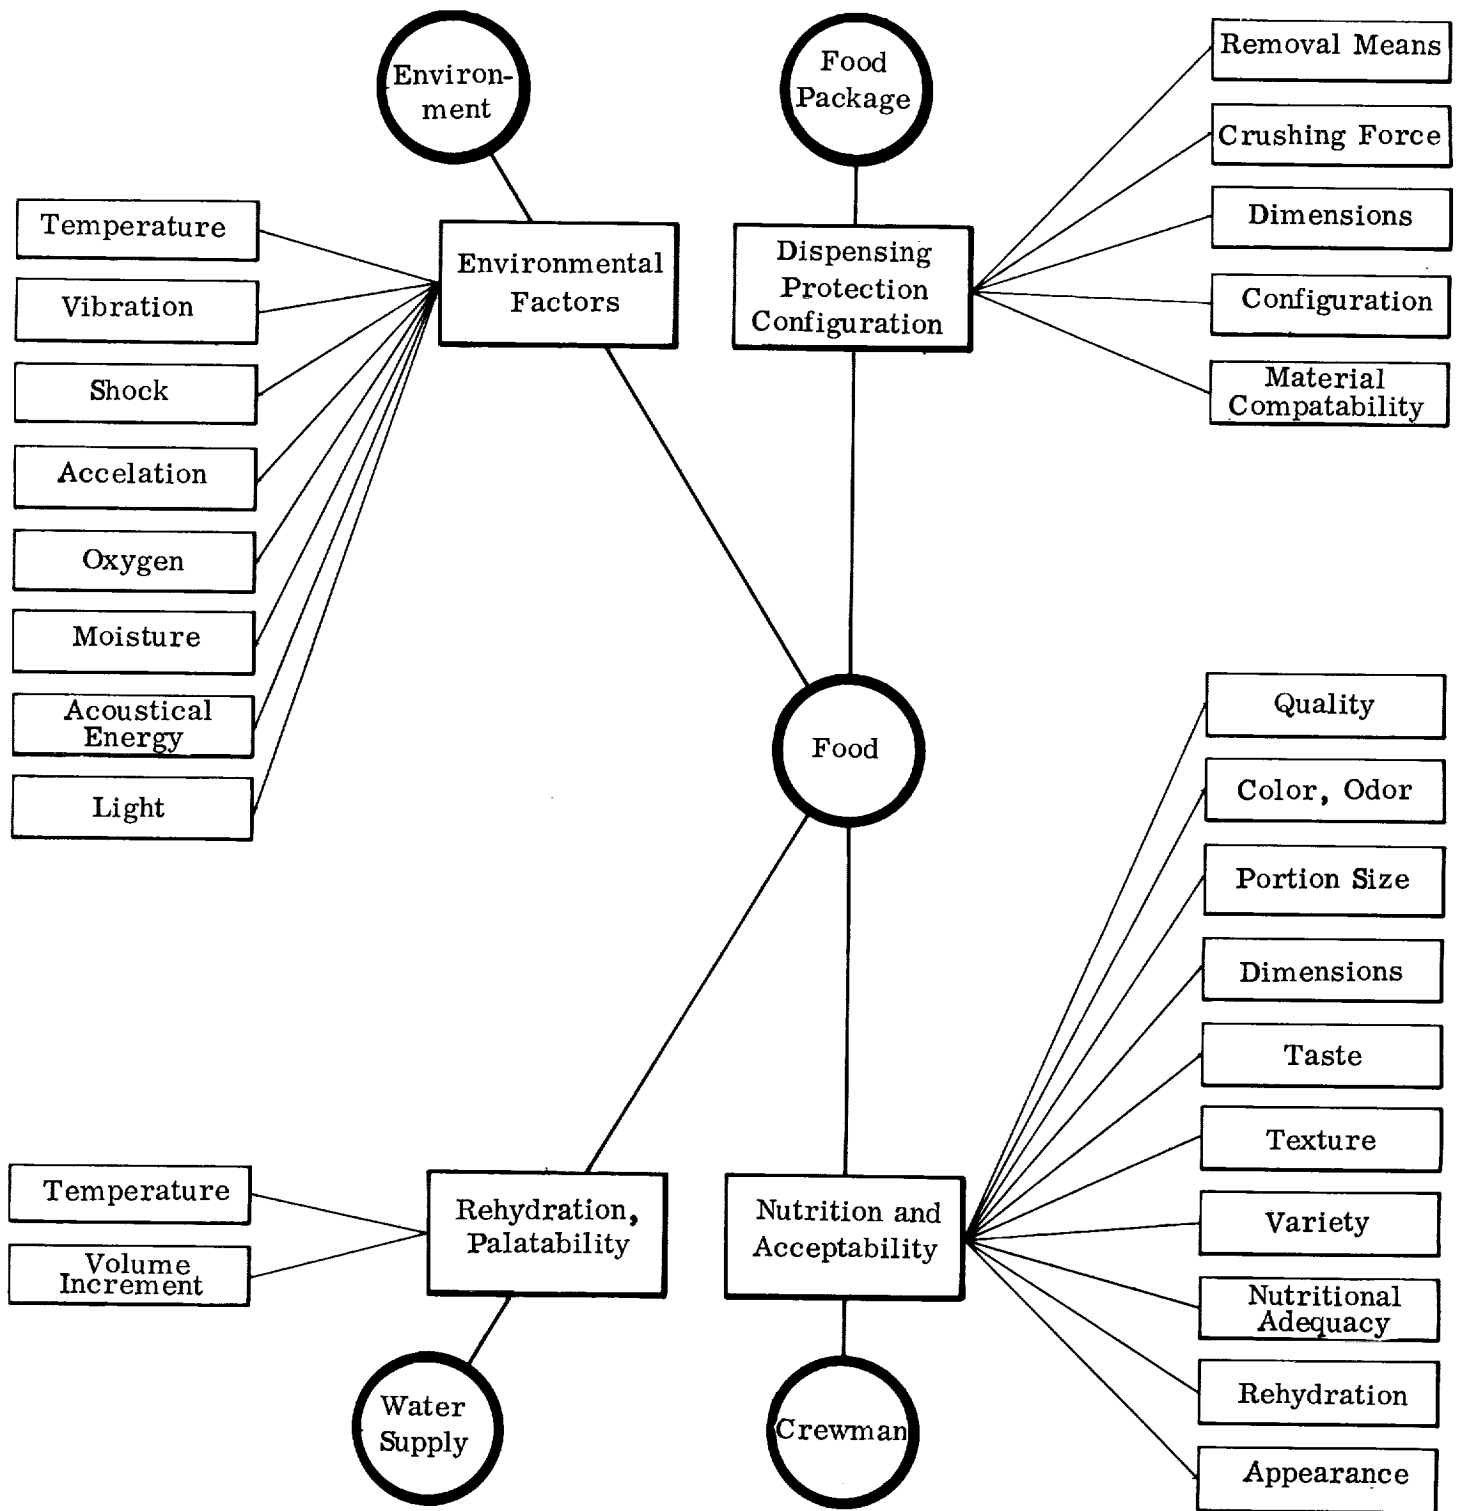 Environ-
ment
Food
Package
Removal Means
Crushing Force
Dimensions
Configuration
Material
Compatability
Temperature
Vibration
Shock
Accelation
Oxygen
Moisture
Acoustical
Energy
Light
Environmental
Factors
Dispensing
Protection
Configuration
Food
Quality
Color, Odor
Portion Size
Dimensions
Taste
Texture
Variety
Nutritional
Adequacy
Rehydration
Appearance
Temperature
Volume
Increment
Rehydration,
Palatability
Nutrition and
Acceptability
Water
Supply
Crewman